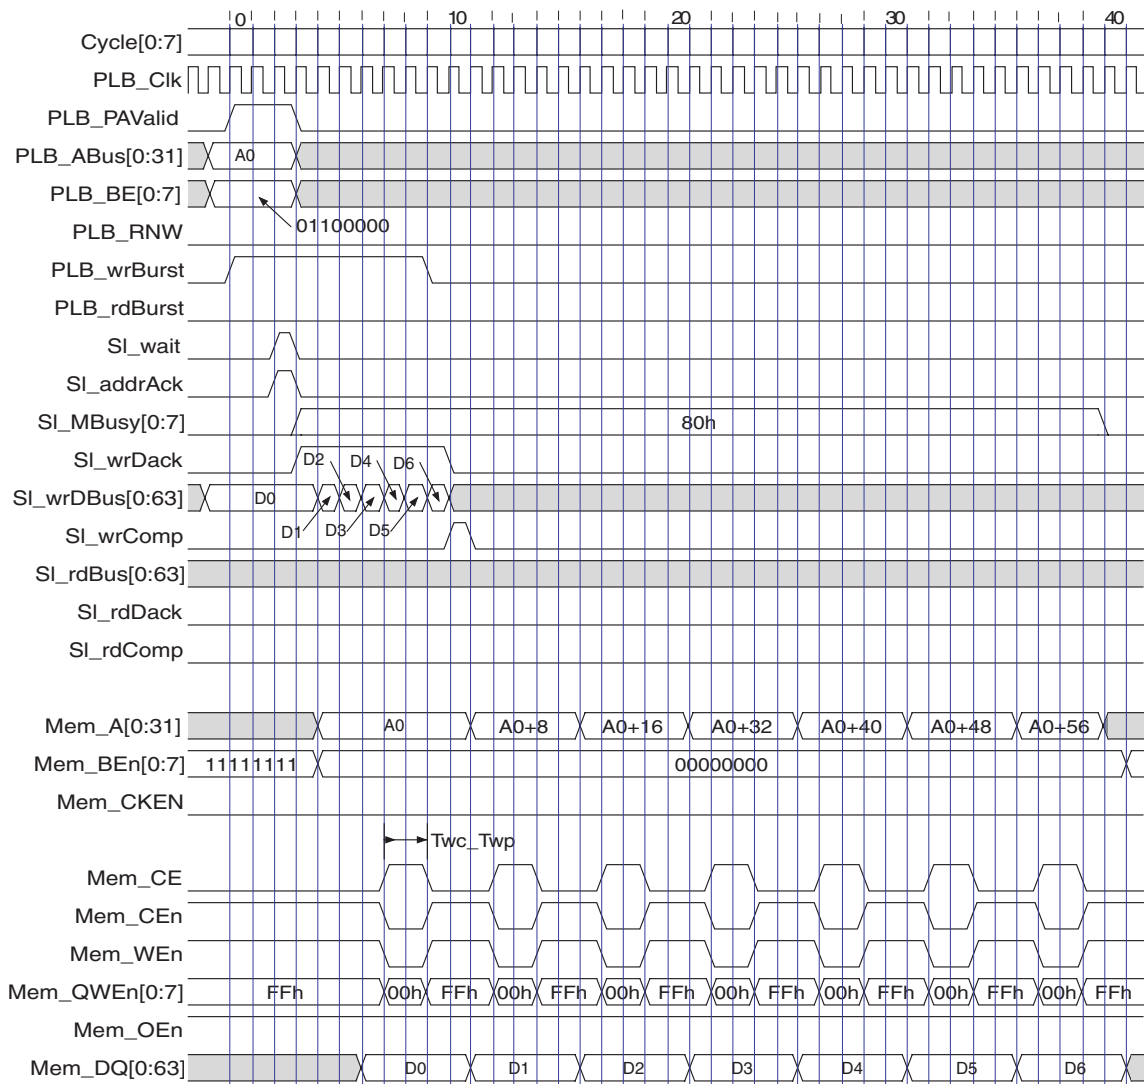 0 10 20 30 40
Cycle[0:7]
PLB_Clk
PLB_PAValid
PLB_ABus[0:31] A0
PLB_BE[0:7]
01100000
PLB_RNW
PLB_wrBurst
PLB_rdBurst
Sl_wait
Sl_addrAck
Sl_MBusy[0:7] 80h
Sl_wrDack D2 D4 D6
Sl_wrDBus[0:63] D0
D1 D3 D5
Sl_wrComp
Sl_rdBus[0:63]
Sl_rdDack
Sl_rdComp
Mem_A[0:31] A0 A0+8 A0+16 A0+32 A0+40 A0+48 A0+56
Mem_BEn[0:7] 11111111 00000000
Mem_CKEN
Twc_Twp
Mem_CE
Mem_CEn
Mem_WEn
Mem_QWEn[0:7] FFh 00h FFh 00h FFh 00h FFh 00h FFh 00h FFh 00h FFh 00h FFh
Mem_OEn
Mem_DQ[0:63] D0 D1 D2 D3 D4 D5 D6